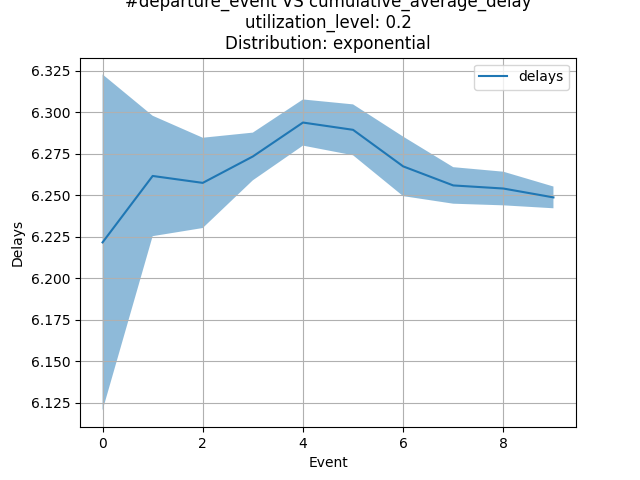 #departure_event VS cumulative_average_delay
utilization_level: 0.2
Distribution: exponential
6.325
6.300
6.275
6.250
6.225
6.200
6.175
6.150
6.125
Delays
delays
0 2 4 6 8
Event